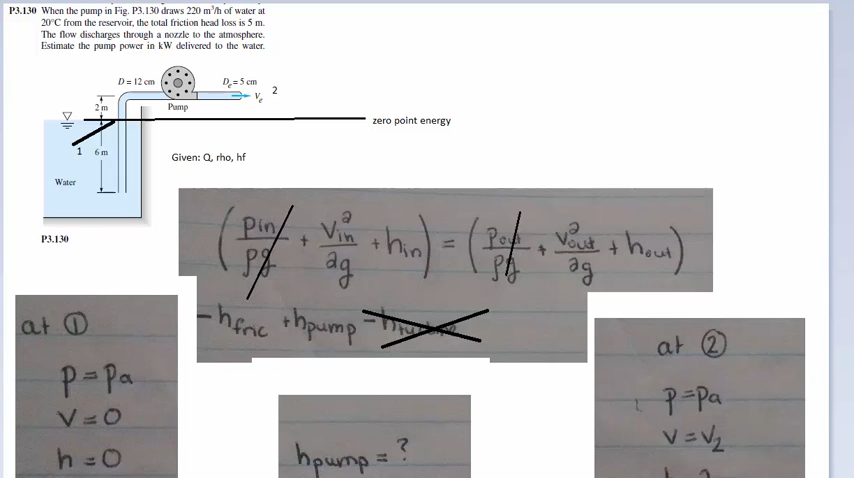 P3.130 When the pump in Fig. P3.130 draws 220 m³/h of water at
20°C from the reservoir, the total friction head loss is 5 m.
The flow discharges through a nozzle to the atmosphere.
Estimate the pump power in kW delivered to the water.
D = 12 cm
Dₑ = 5 cm
2
Vₑ
2 m
Pump
zero point energy
1
6 m
Given: Q, rho, hf
Water
P3.130
(pin/ρg + Vin²/2g + hin) = (pout/ρg + Vout²/2g + hout)
-hfric + hpump - hturbine
at ①
p = pa
V = 0
h = 0
hpump = ?
at ②
p = pa
V = V₂